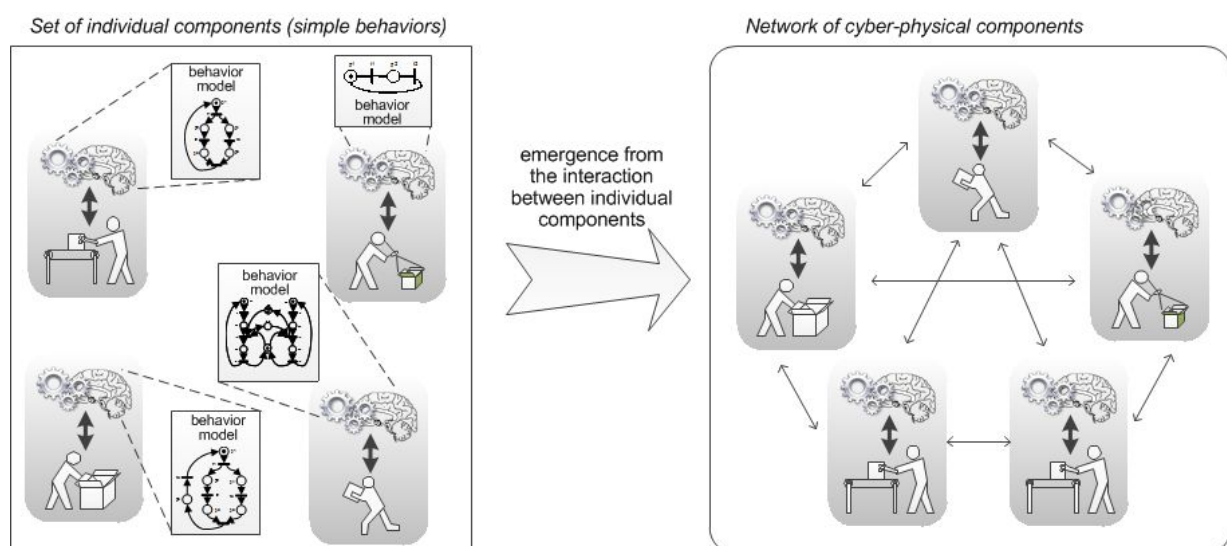 Set of individual components (simple behaviors)
Network of cyber-physical components
behavior
model
behavior
model
emergence from
the interaction
between individual
components
behavior
model
behavior
model